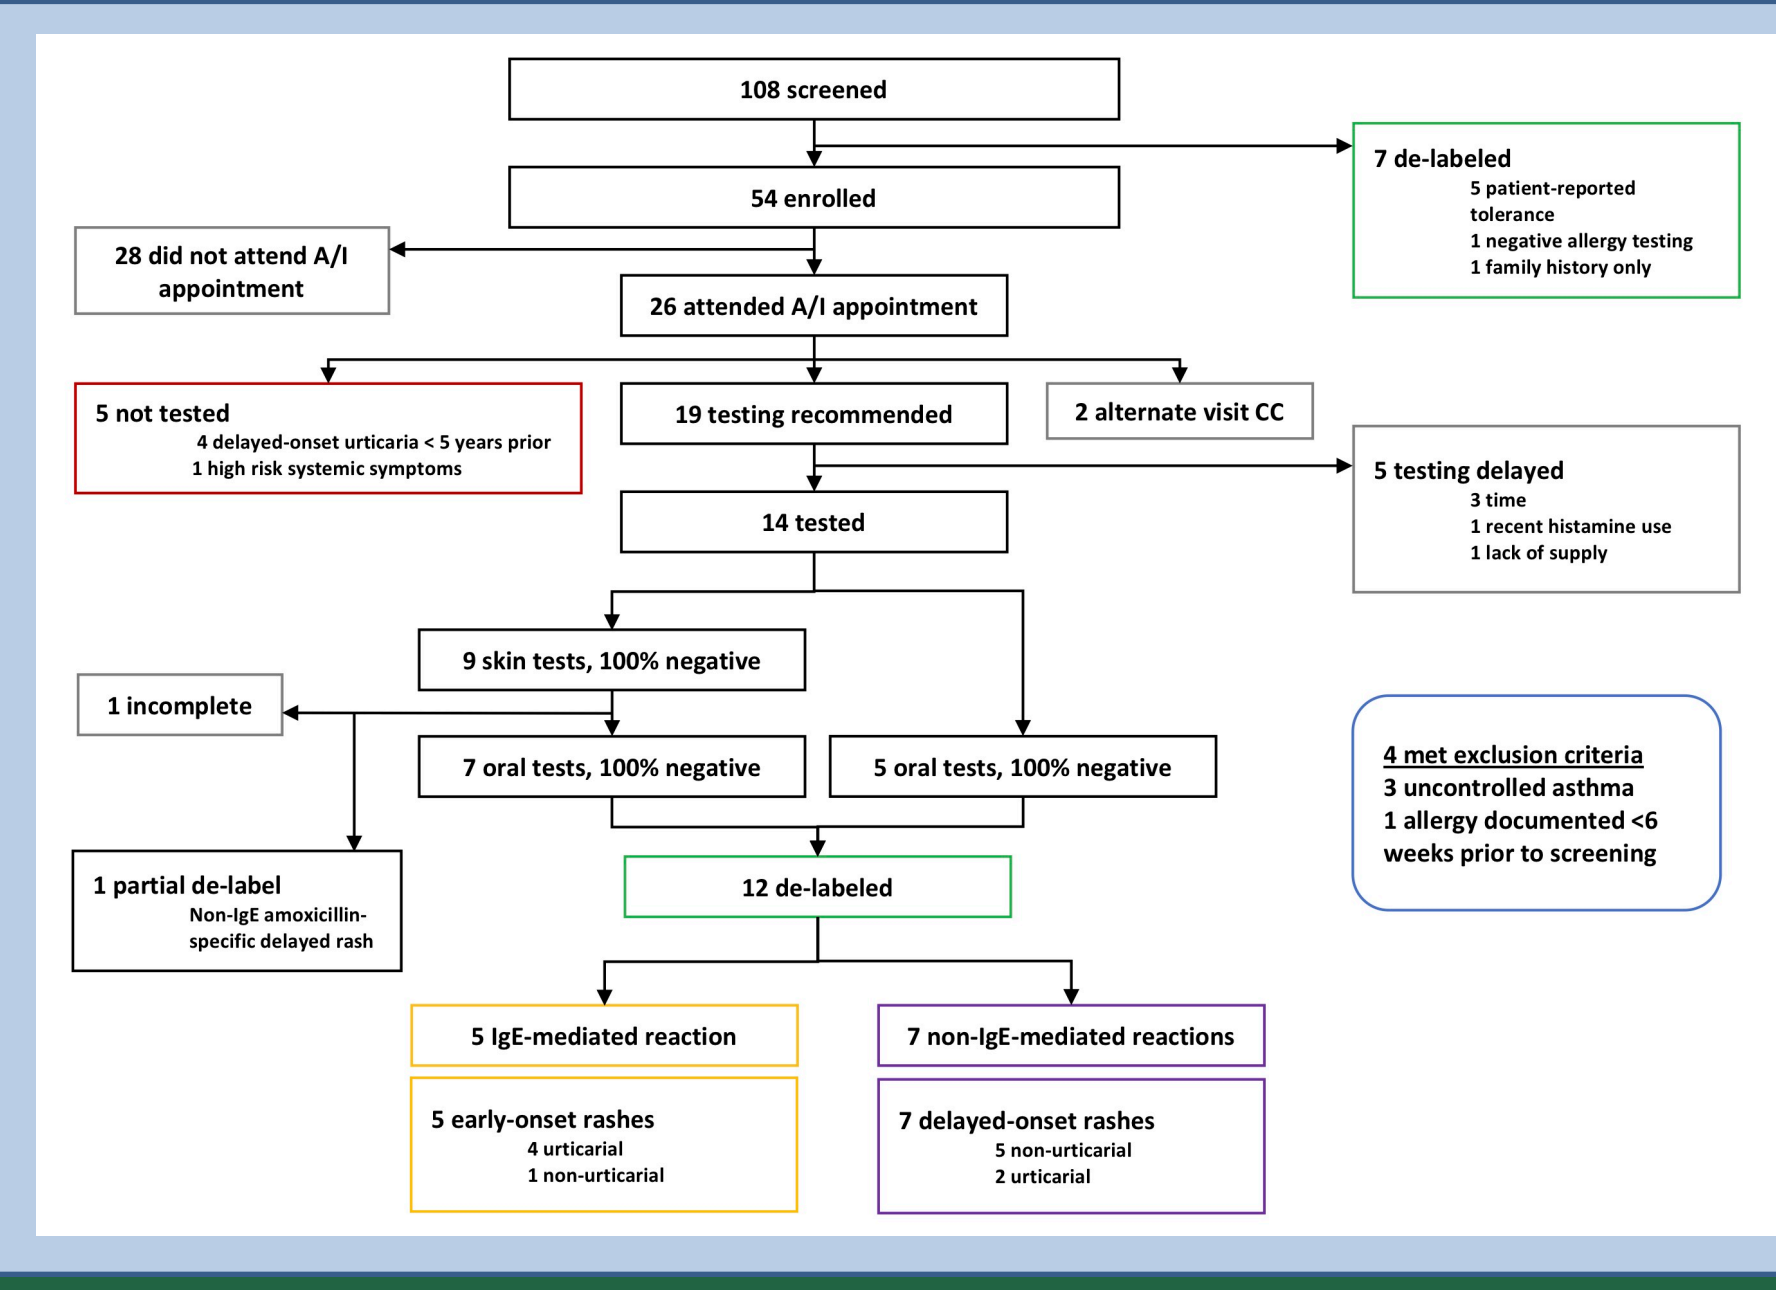 108 screened
7 de-labeled
5 patient-reported
tolerance
1 negative allergy testing
1 family history only
54 enrolled
28 did not attend A/I
appointment
26 attended A/I appointment
5 not tested
4 delayed-onset urticaria < 5 years prior
1 high risk systemic symptoms
19 testing recommended
2 alternate visit CC
5 testing delayed
3 time
1 recent histamine use
1 lack of supply
14 tested
9 skin tests, 100% negative
1 incomplete
7 oral tests, 100% negative
5 oral tests, 100% negative
4 met exclusion criteria
3 uncontrolled asthma
1 allergy documented <6
weeks prior to screening
1 partial de-label
Non-IgE amoxicillin-
specific delayed rash
12 de-labeled
5 IgE-mediated reaction
7 non-IgE-mediated reactions
5 early-onset rashes
4 urticarial
1 non-urticarial
7 delayed-onset rashes
5 non-urticarial
2 urticarial